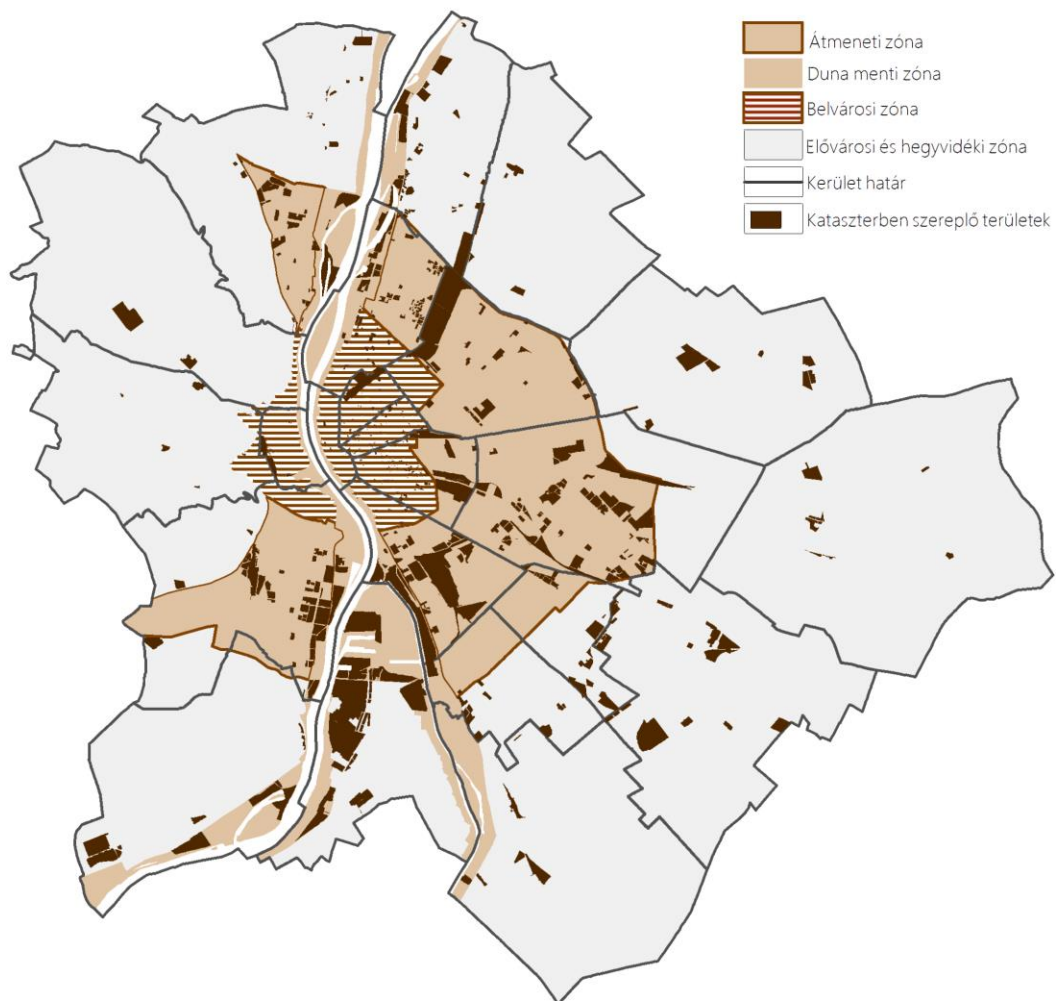 Átmeneti zóna
Duna menti zóna
Belvárosi zóna
Elővárosi és hegyvidéki zóna
Kerület határ
Kataszterben szereplő területek